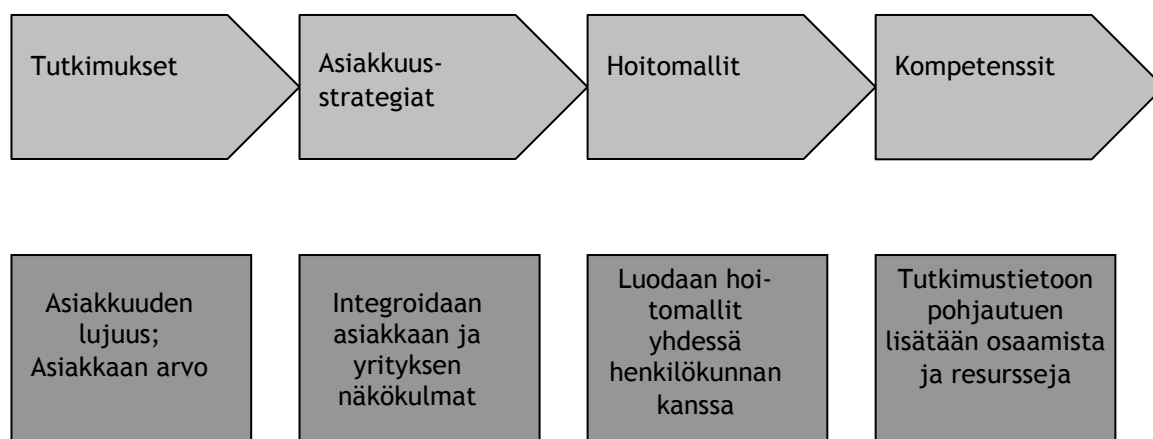 Tutkimukset
Asiakkuus-
strategiat
Hoitomallit
Kompetenssit
Asiakkuuden
lujuus;
Asiakkaan arvo
Integroidaan
asiakkaan ja
yrityksen
näkökulmat
Luodaan hoi-
tomallit
yhdessä
henkilökunnan
kanssa
Tutkimustietoon
pohjautuen
lisätään osaamista
ja resursseja